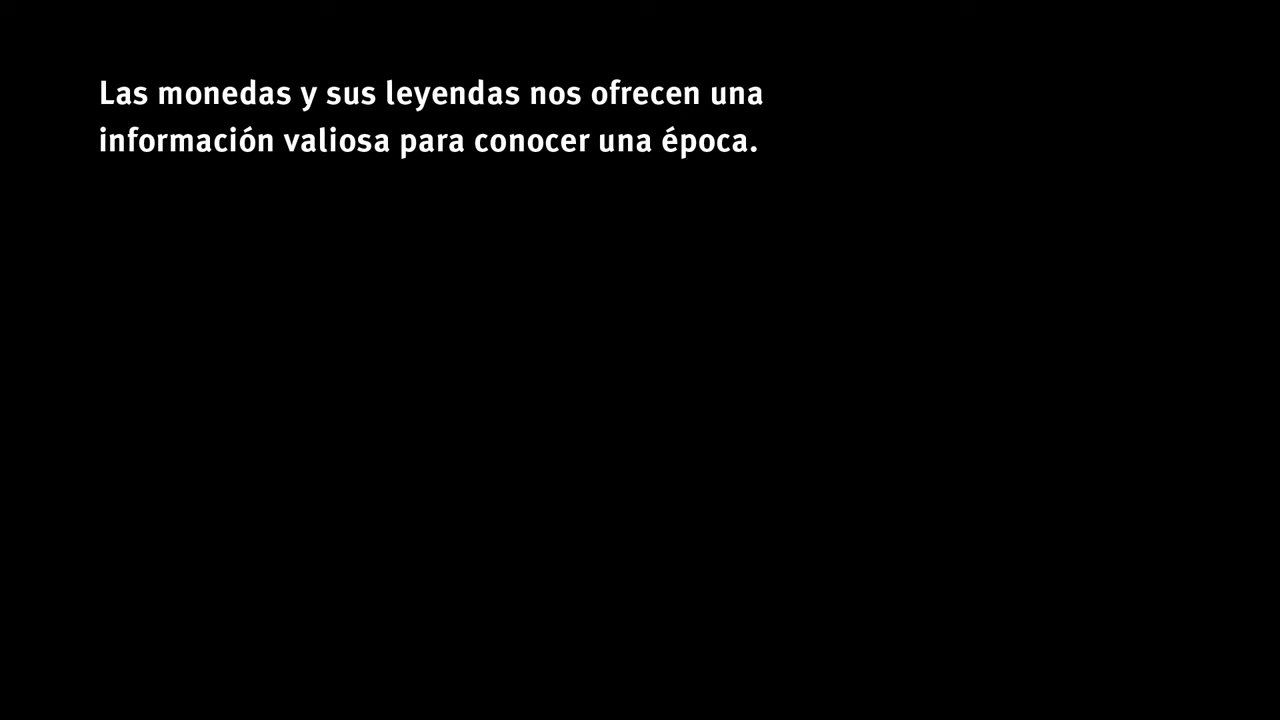 Las monedas y sus leyendas nos ofrecen una
información valiosa para conocer una época.